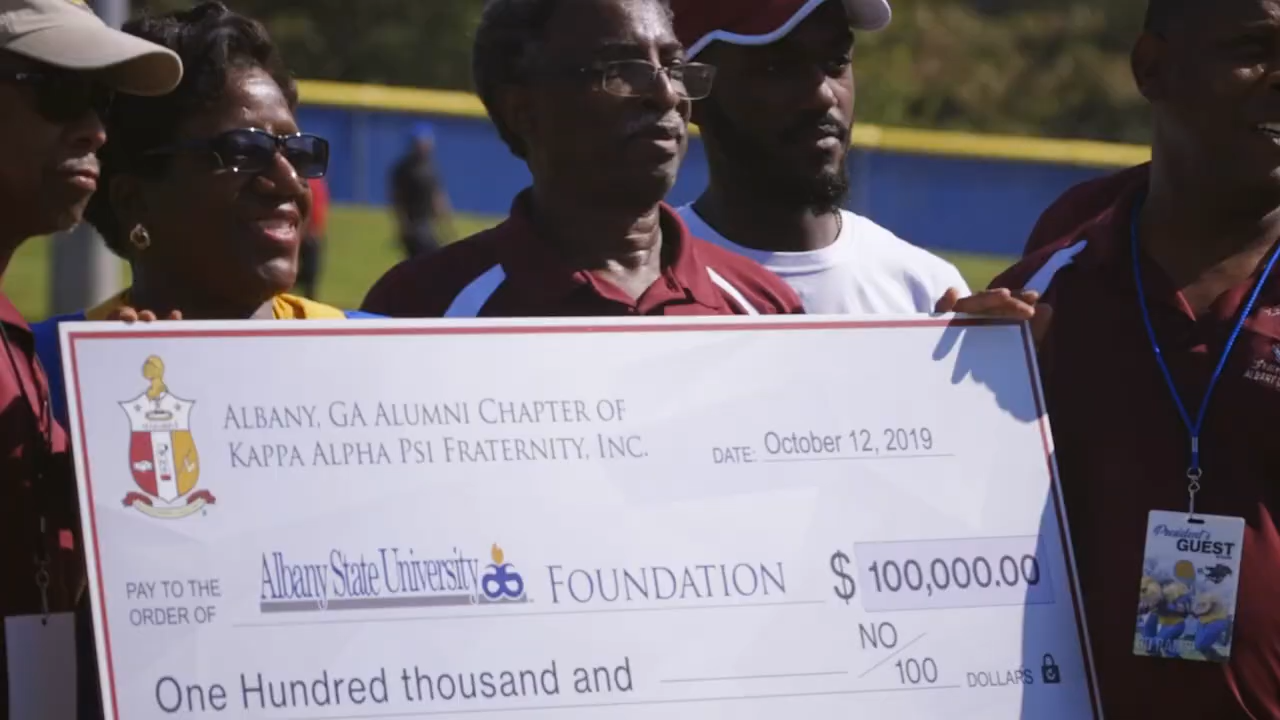 ALBANY, GA ALUMNI CHAPTER OF
KAPPA ALPHA PSI FRATERNITY, INC.
DATE: October 12, 2019
PAY TO THE
ORDER OF
Albany State University FOUNDATION
$ 100,000.00
One Hundred thousand and
NO
100
DOLLARS
President's
GUEST